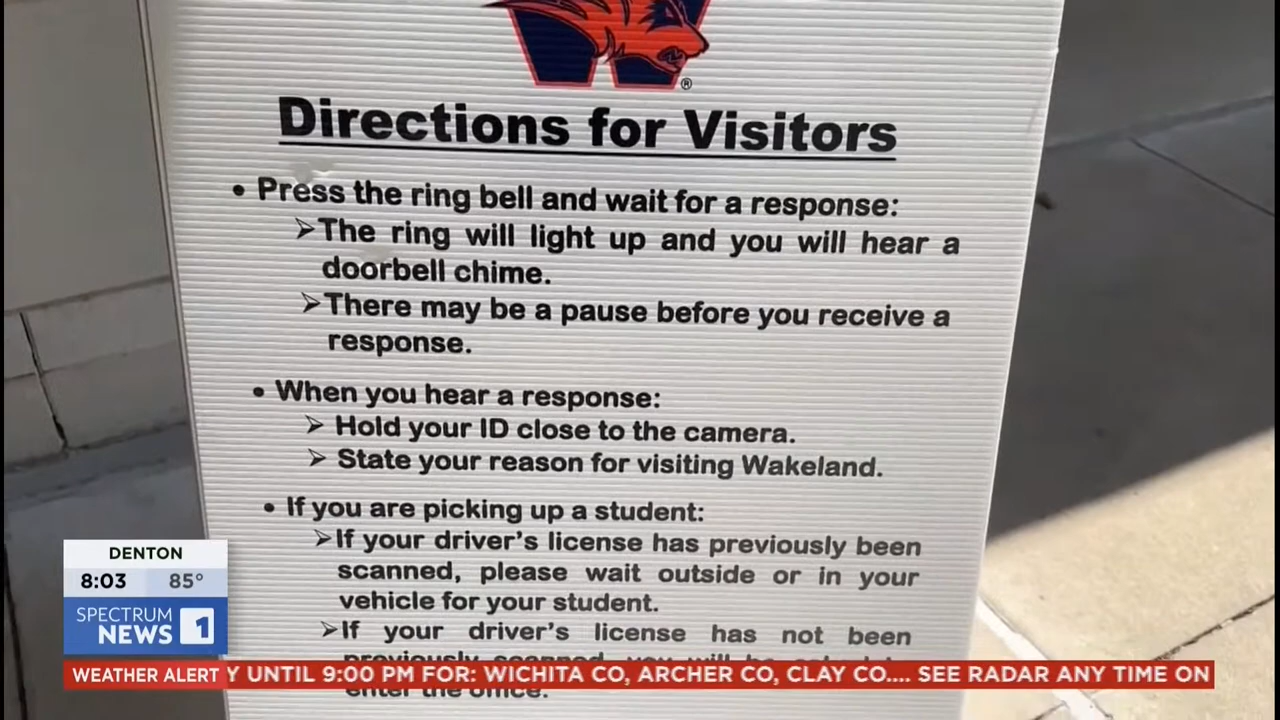 W®
Directions for Visitors
• Press the ring bell and wait for a response:
➢The ring will light up and you will hear a
doorbell chime.
➢There may be a pause before you receive a
response.
• When you hear a response:
➢ Hold your ID close to the camera.
➢ State your reason for visiting Wakeland.
• If you are picking up a student:
➢If your driver's license has previously been
scanned, please wait outside or in your
vehicle for your student.
➢If your driver's license has not been
enter the office.
DENTON
8:03 85°
SPECTRUM
NEWS 1
WEATHER ALERT Y UNTIL 9:00 PM FOR: WICHITA CO, ARCHER CO, CLAY CO.... SEE RADAR ANY TIME ON